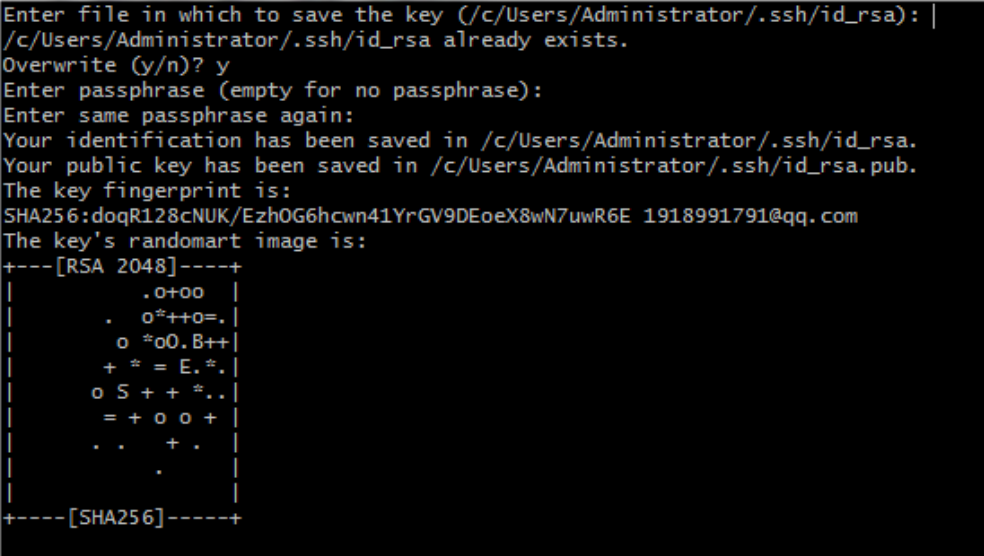 Enter file in which to save the key (/c/Users/Administrator/.ssh/id_rsa):
/c/Users/Administrator/.ssh/id_rsa already exists.
Overwrite (y/n)? y
Enter passphrase (empty for no passphrase):
Enter same passphrase again:
Your identification has been saved in /c/Users/Administrator/.ssh/id_rsa.
Your public key has been saved in /c/Users/Administrator/.ssh/id_rsa.pub.
The key fingerprint is:
SHA256:doqR128cNUK/EzhOG6hcwn41YrGV9DEoeX8wN7uwR6E 1918991791@qq.com
The key's randomart image is:
+---[RSA 2048]----+
|          .o+oo  |
|       .  o*++o=.|
|        o *oO.B++|
|       + * = E.*.|
|      o S + + *..|
|       = + o o + |
|      . .   + .  |
|           .     |
|                 |
+----[SHA256]-----+